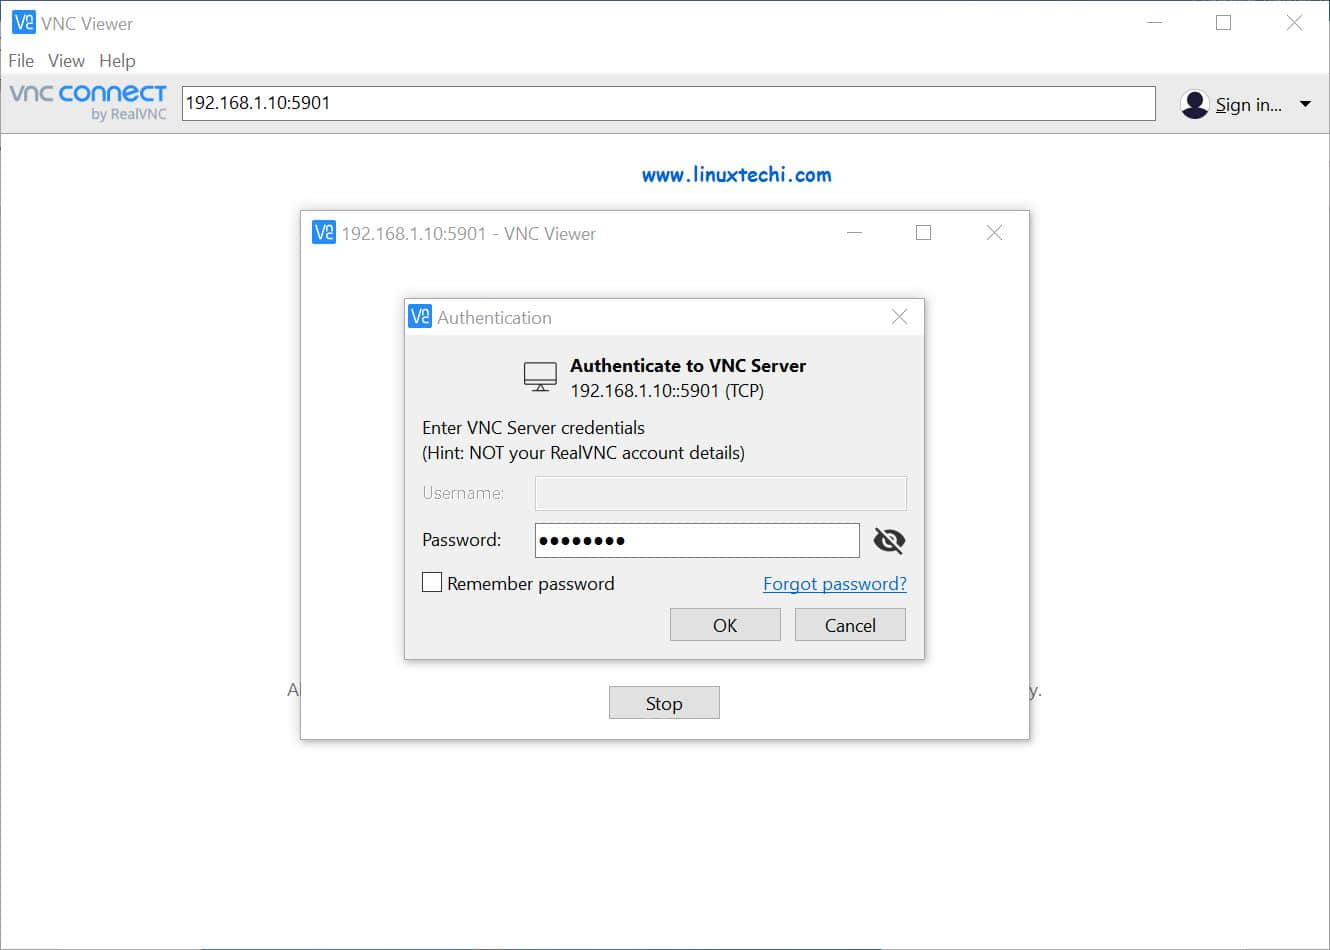 VNC Viewer
File View Help
vnc connect
by RealVNC
192.168.1.10:5901
Sign in...
www.linuxtechi.com
192.168.1.10:5901 - VNC Viewer
Authentication
Authenticate to VNC Server
192.168.1.10::5901 (TCP)
Enter VNC Server credentials
(Hint: NOT your RealVNC account details)
Username:
Password: ●●●●●●●●
Remember password
Forgot password?
OK
Cancel
A
y.
Stop